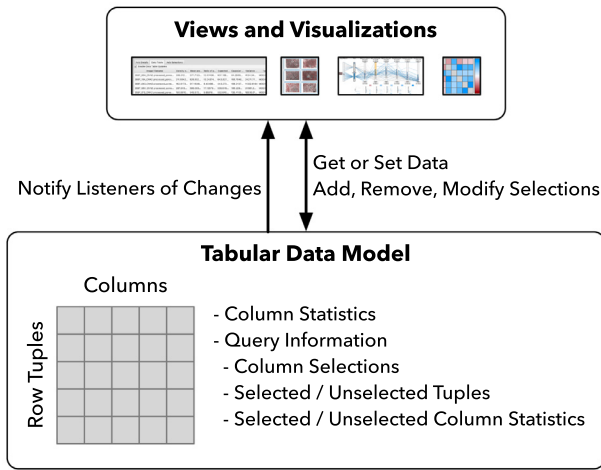 Views and Visualizations
Notify Listeners of Changes
Get or Set Data
Add, Remove, Modify Selections
Tabular Data Model
Columns
Row Tuples
- Column Statistics
- Query Information
- Column Selections
- Selected / Unselected Tuples
- Selected / Unselected Column Statistics